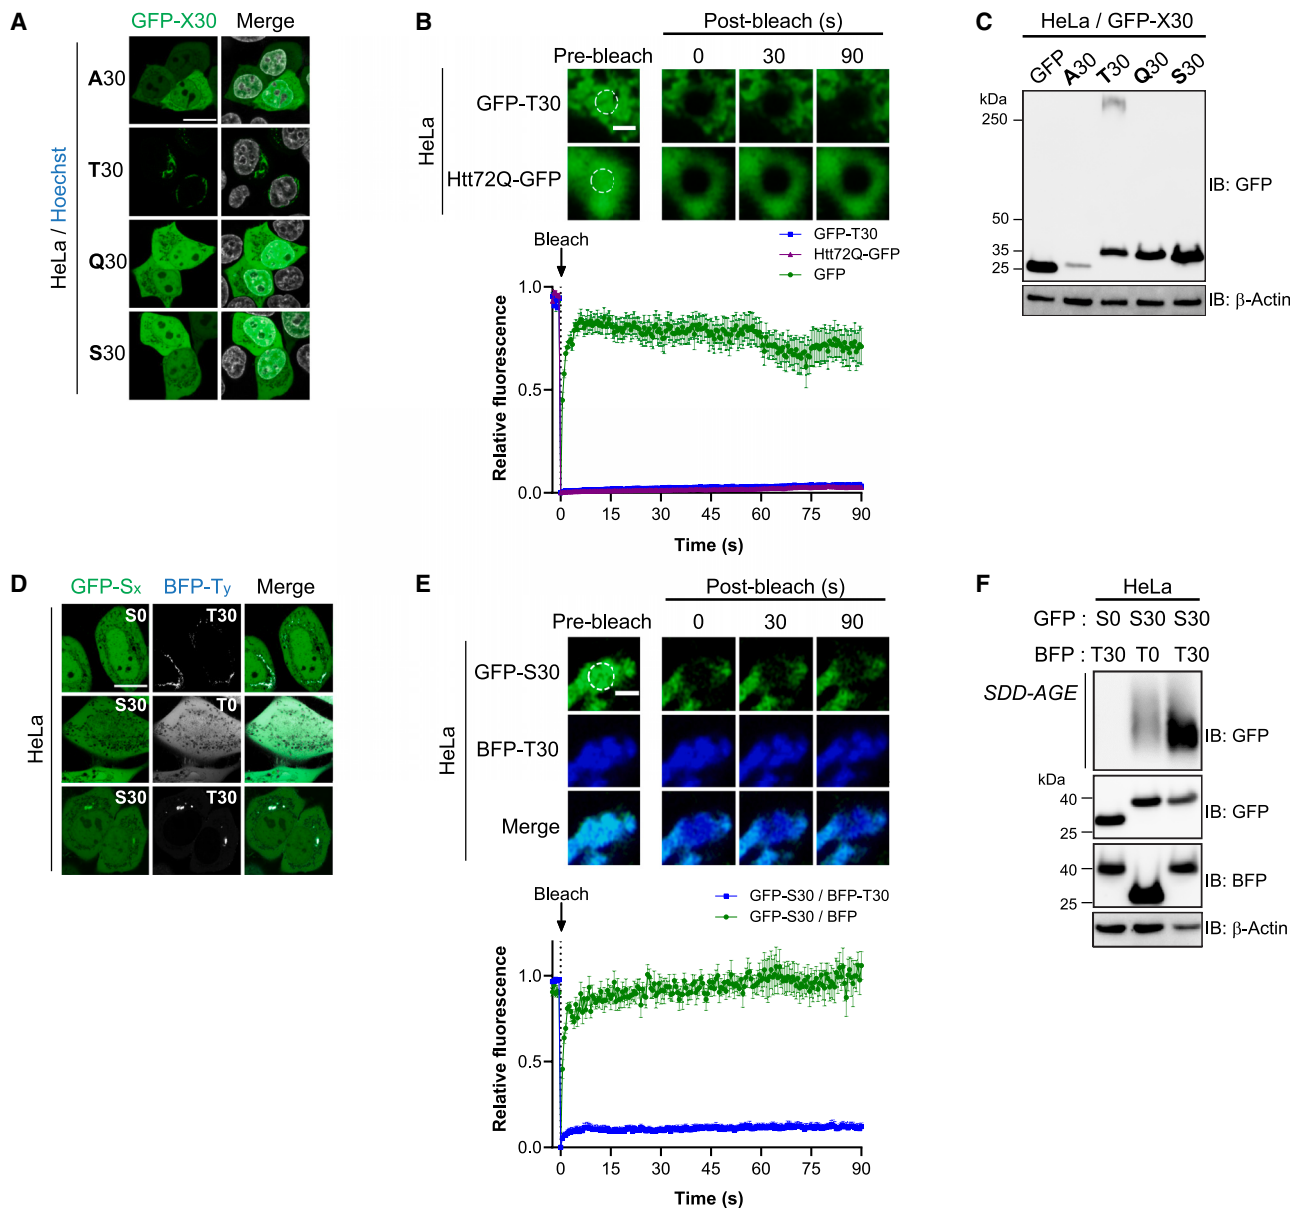 A
GFP-X30 Merge
HeLa / Hoechst
A30
T30
Q30
S30
B
Post-bleach (s)
Pre-bleach 0 30 90
HeLa
GFP-T30
Htt72Q-GFP
Bleach
GFP-T30
Htt72Q-GFP
GFP
Relative fluorescence
1.0
0.5
0.0
0 15 30 45 60 75 90
Time (s)
C
HeLa / GFP-X30
GFP A30 T30 Q30 S30
kDa
250
50
35
25
IB: GFP
IB: β-Actin
D
GFP-Sx BFP-Ty Merge
HeLa
S0 T30
S30 T0
S30 T30
E
Post-bleach (s)
Pre-bleach 0 30 90
HeLa
GFP-S30
BFP-T30
Merge
Bleach
GFP-S30 / BFP-T30
GFP-S30 / BFP
Relative fluorescence
1.0
0.5
0.0
0 15 30 45 60 75 90
Time (s)
F
HeLa
GFP : S0 S30 S30
BFP : T30 T0 T30
SDD-AGE
IB: GFP
kDa
40
25
IB: GFP
40
25
IB: BFP
IB: β-Actin